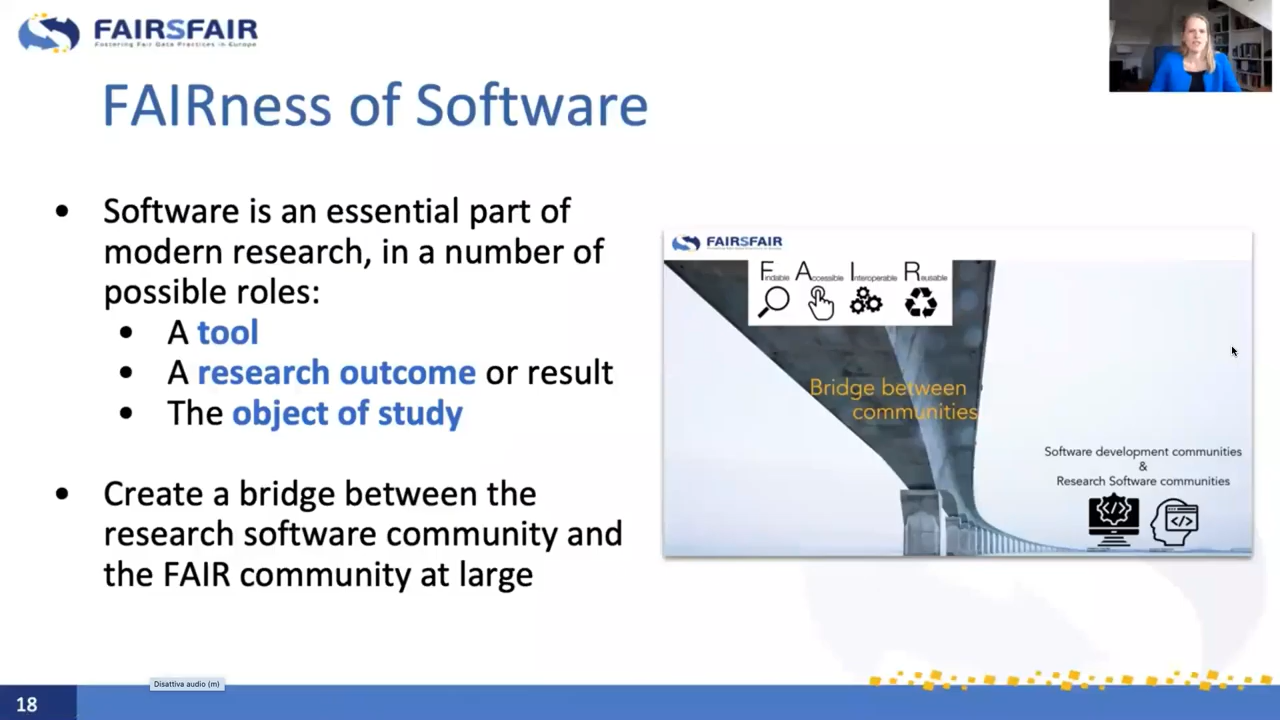 FAIRSFAIR
Fostering Fair Data Practices in Europe
FAIRness of Software
• Software is an essential part of
modern research, in a number of
possible roles:
• A tool
• A research outcome or result
• The object of study
• Create a bridge between the
research software community and
the FAIR community at large
FAIRSFAIR
Findable Accessible Interoperable Reusable
Bridge between
communities
Software development communities
&
Research Software communities
Disattiva audio (m)
18